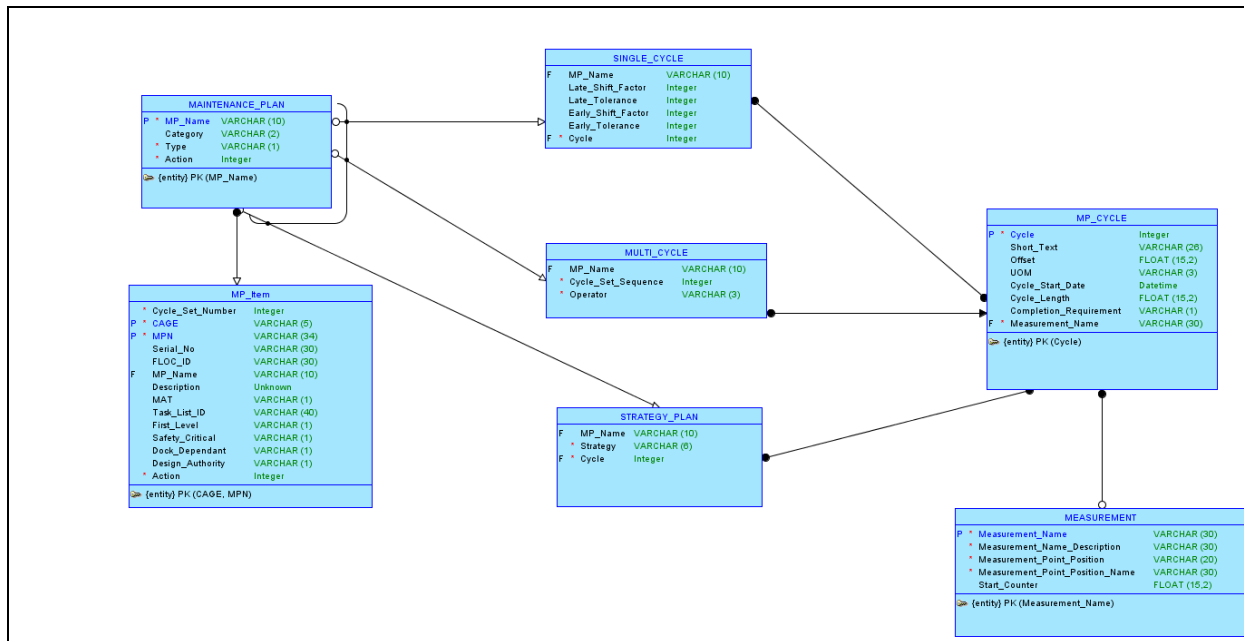 SINGLE_CYCLE
F MP_Name VARCHAR (10)
Late_Shift_Factor Integer
Late_Tolerance Integer
Early_Shift_Factor Integer
Early_Tolerance Integer
F * Cycle Integer
MAINTENANCE_PLAN
P * MP_Name VARCHAR (10)
Category VARCHAR (2)
* Type VARCHAR (1)
* Action Integer
{entity} PK (MP_Name)
MP_CYCLE
P * Cycle Integer
Short_Text VARCHAR (26)
Offset FLOAT (15,2)
UOM VARCHAR (3)
Cycle_Start_Date Datetime
Cycle_Length FLOAT (15,2)
Completion_Requirement VARCHAR (1)
F * Measurement_Name VARCHAR (30)
{entity} PK (Cycle)
MULTI_CYCLE
F MP_Name VARCHAR (10)
* Cycle_Set_Sequence Integer
* Operator VARCHAR (3)
MP_Item
* Cycle_Set_Number Integer
P * CAGE VARCHAR (5)
P * MPN VARCHAR (34)
Serial_No VARCHAR (30)
FLOC_ID VARCHAR (30)
F MP_Name VARCHAR (10)
Description Unknown
MAT VARCHAR (1)
Task_List_ID VARCHAR (40)
First_Level VARCHAR (1)
Safety_Critical VARCHAR (1)
Dock_Dependant VARCHAR (1)
Design_Authority VARCHAR (1)
* Action Integer
{entity} PK (CAGE, MPN)
STRATEGY_PLAN
F MP_Name VARCHAR (10)
* Strategy VARCHAR (6)
F * Cycle Integer
MEASUREMENT
P * Measurement_Name VARCHAR (30)
* Measurement_Name_Description VARCHAR (30)
* Measurement_Point_Position VARCHAR (20)
* Measurement_Point_Position_Name VARCHAR (30)
Start_Counter FLOAT (15,2)
{entity} PK (Measurement_Name)